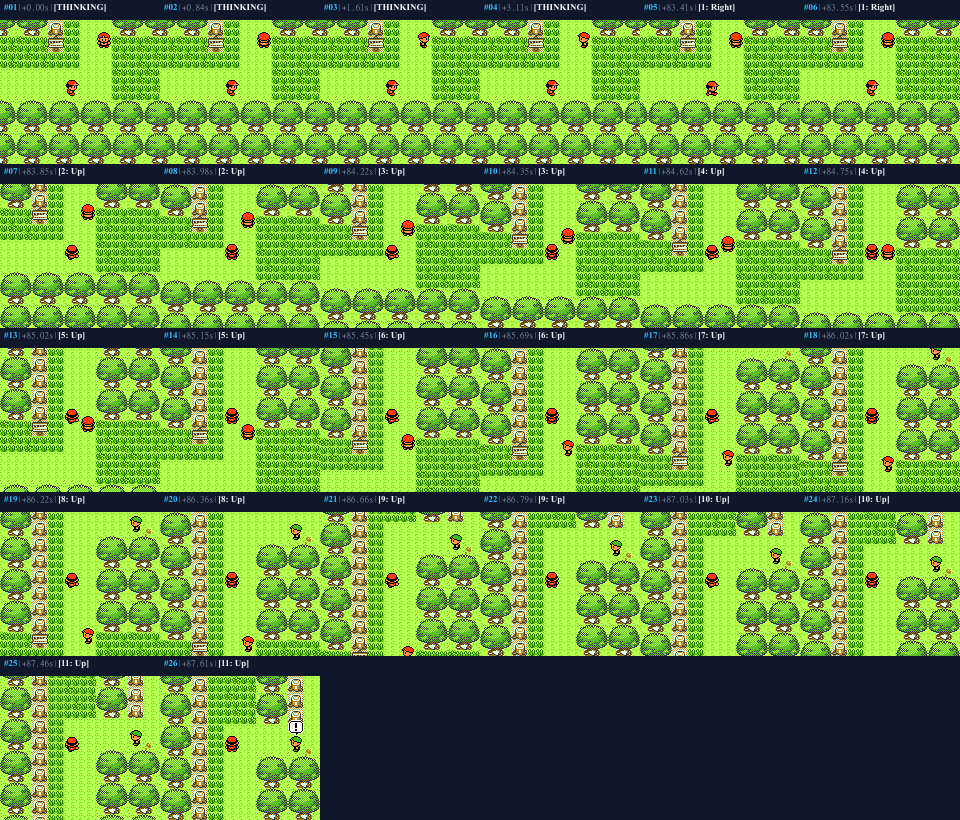 #01|+0.00s|[THINKING] #02|+0.84s|[THINKING] #03|+1.61s|[THINKING] #04|+3.11s|[THINKING] #05|+83.41s|[1: Right] #06|+83.55s|[1: Right]
#07|+83.85s|[2: Up] #08|+83.98s|[2: Up] #09|+84.22s|[3: Up] #10|+84.35s|[3: Up] #11|+84.62s|[4: Up] #12|+84.75s|[4: Up]
#13|+85.02s|[5: Up] #14|+85.15s|[5: Up] #15|+85.45s|[6: Up] #16|+85.69s|[6: Up] #17|+85.86s|[7: Up] #18|+86.02s|[7: Up]
#19|+86.22s|[8: Up] #20|+86.36s|[8: Up] #21|+86.66s|[9: Up] #22|+86.79s|[9: Up] #23|+87.03s|[10: Up] #24|+87.16s|[10: Up]
#25|+87.46s|[11: Up] #26|+87.61s|[11: Up]
!